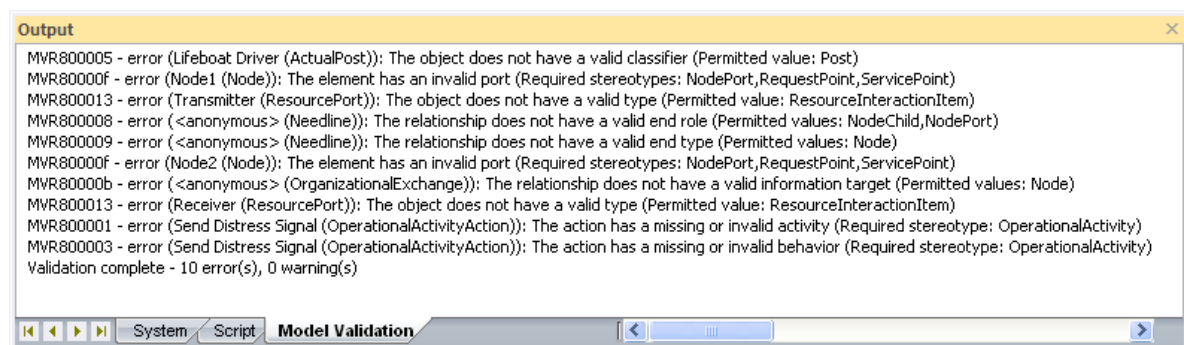 Output
MVR800005 - error (Lifeboat Driver (ActualPost)): The object does not have a valid classifier (Permitted value: Post)
MVR80000f - error (Node1 (Node)): The element has an invalid port (Required stereotypes: NodePort,RequestPoint,ServicePoint)
MVR800013 - error (Transmitter (ResourcePort)): The object does not have a valid type (Permitted value: ResourceInteractionItem)
MVR800008 - error (<anonymous> (Needline)): The relationship does not have a valid end role (Permitted values: NodeChild,NodePort)
MVR800009 - error (<anonymous> (Needline)): The relationship does not have a valid end type (Permitted values: Node)
MVR80000f - error (Node2 (Node)): The element has an invalid port (Required stereotypes: NodePort,RequestPoint,ServicePoint)
MVR80000b - error (<anonymous> (OrganizationalExchange)): The relationship does not have a valid information target (Permitted values: Node)
MVR800013 - error (Receiver (ResourcePort)): The object does not have a valid type (Permitted value: ResourceInteractionItem)
MVR800001 - error (Send Distress Signal (OperationalActivityAction)): The action has a missing or invalid activity (Required stereotype: OperationalActivity)
MVR800003 - error (Send Distress Signal (OperationalActivityAction)): The action has a missing or invalid behavior (Required stereotype: OperationalActivity)
Validation complete - 10 error(s), 0 warning(s)
System Script Model Validation